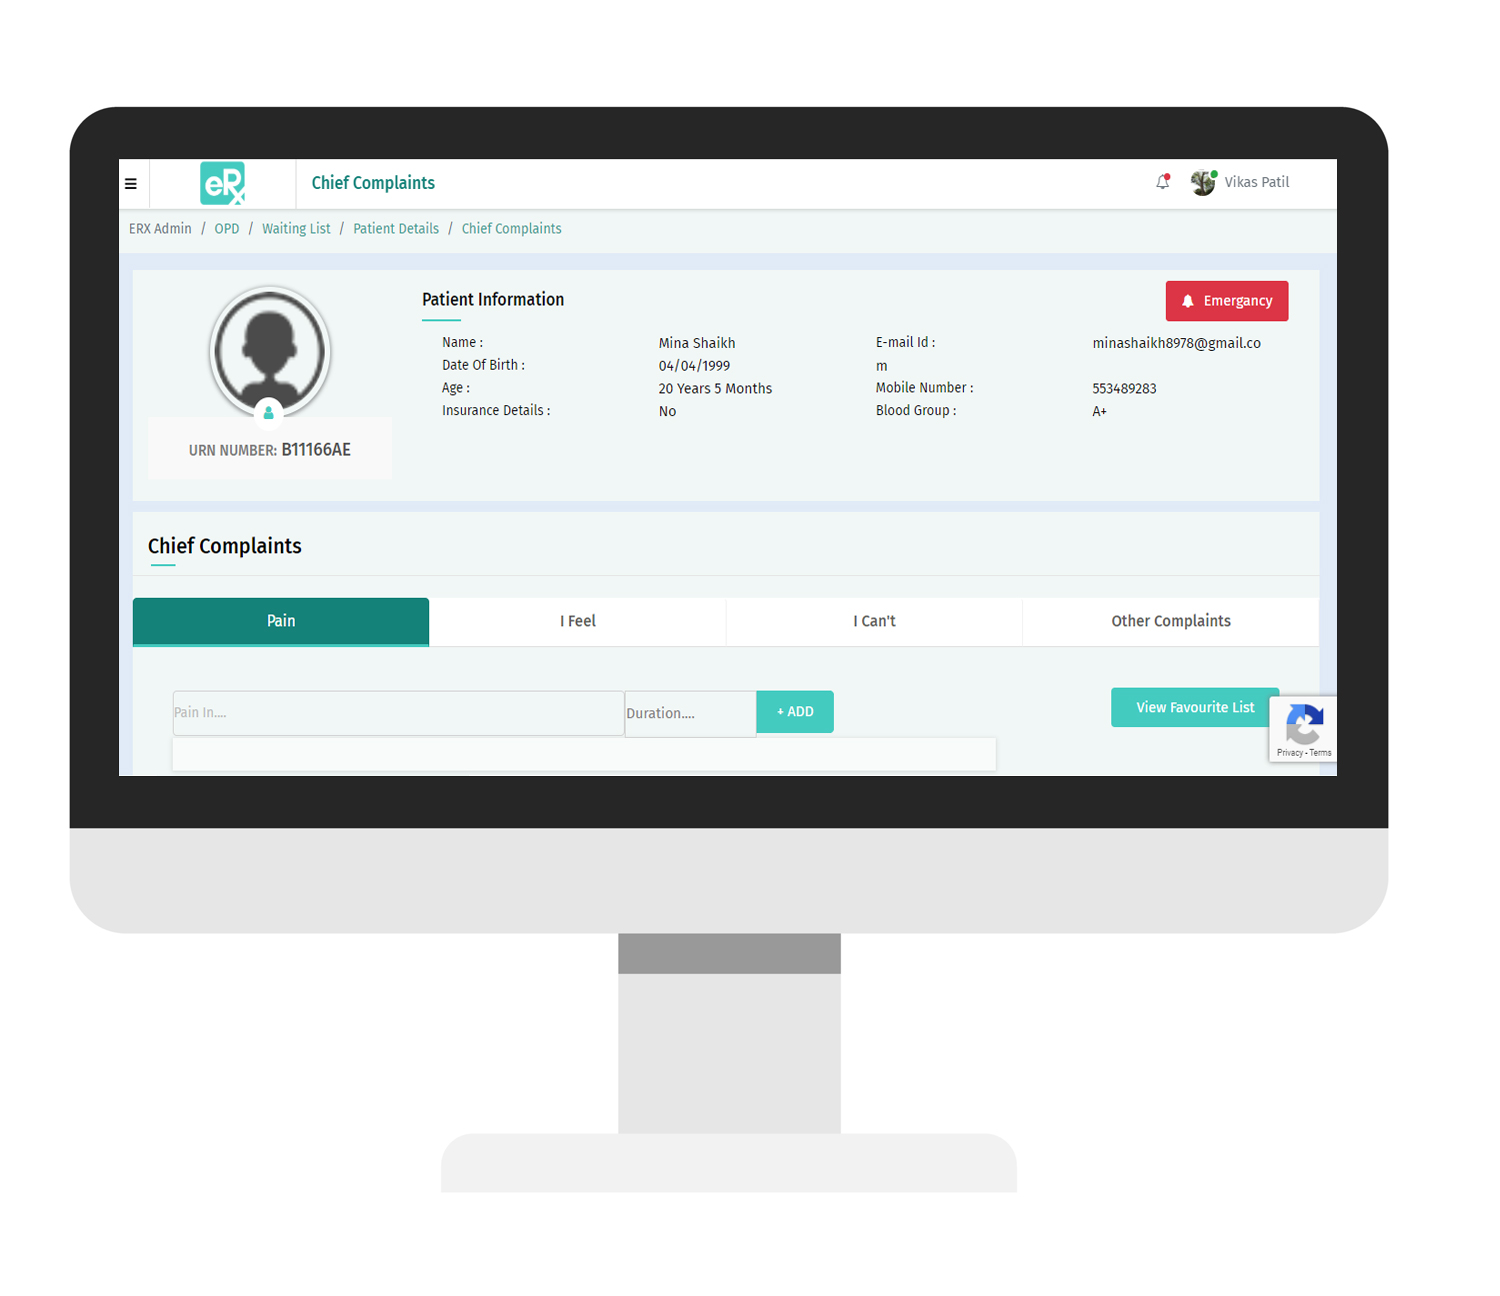 eRx
Chief Complaints
Vikas Patil
ERX Admin / OPD / Waiting List / Patient Details / Chief Complaints
Patient Information
Emergancy
Name : Mina Shaikh E-mail Id : minashaikh8978@gmail.co
Date Of Birth : 04/04/1999 m
Age : 20 Years 5 Months Mobile Number : 553489283
Insurance Details : No Blood Group : A+
URN NUMBER: B11166AE
Chief Complaints
Pain I Feel I Can't Other Complaints
Pain In.... Duration.... + ADD View Favourite List
Privacy - Terms